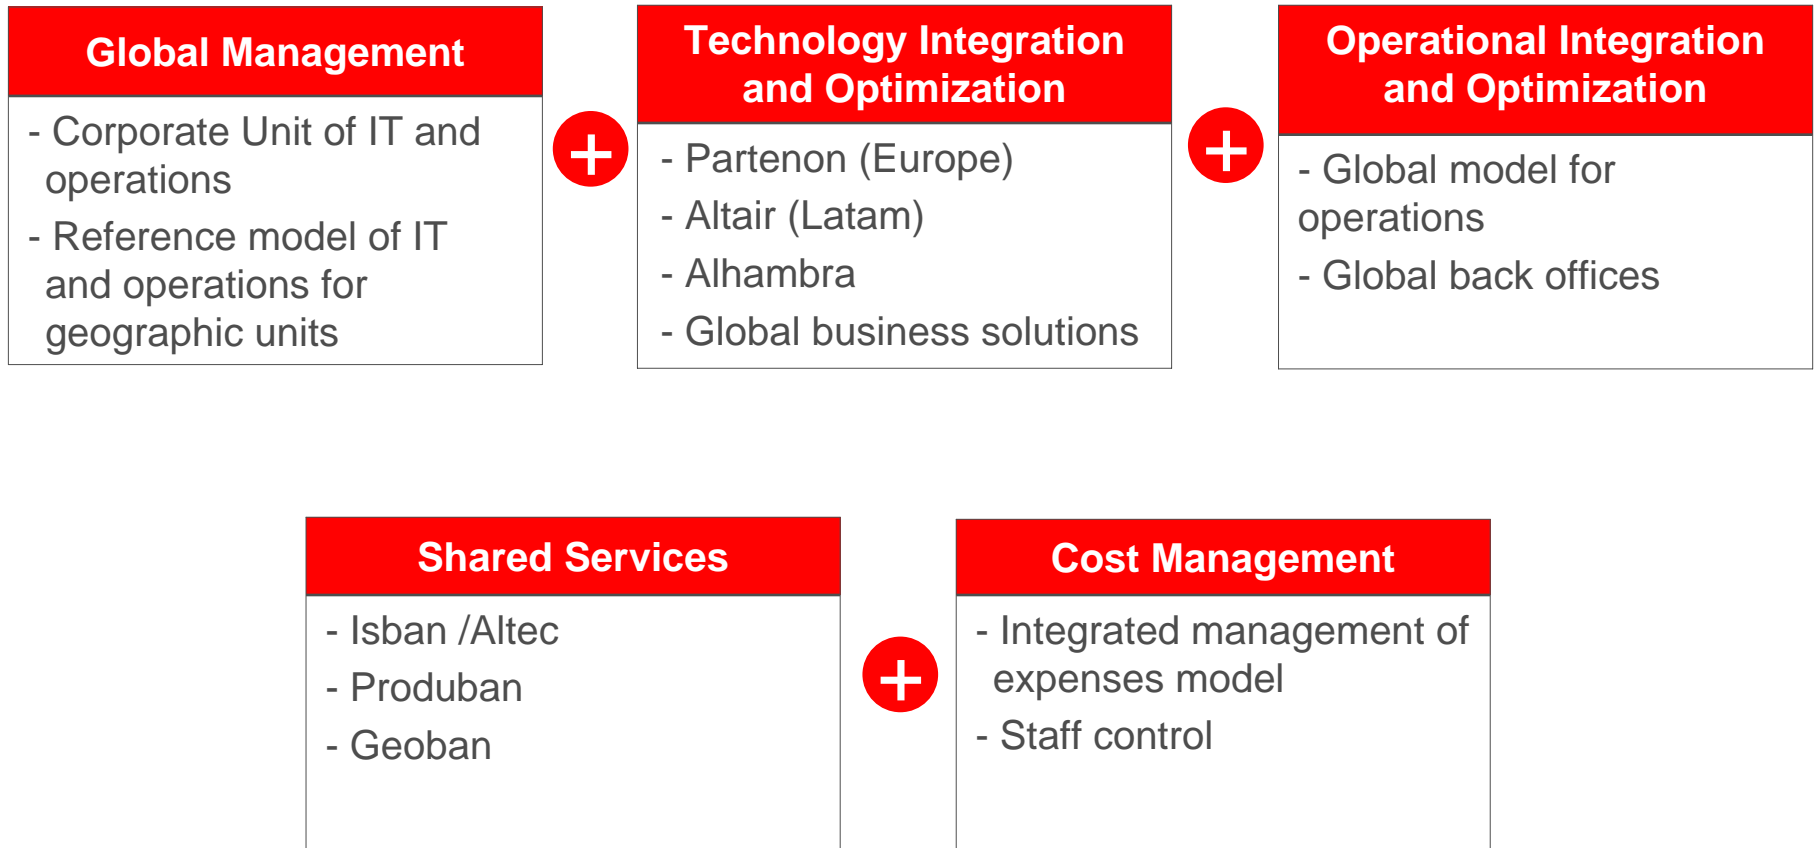 Global Management
- Corporate Unit of IT and
operations
- Reference model of IT
and operations for
geographic units
+
Technology Integration
and Optimization
- Partenon (Europe)
- Altair (Latam)
- Alhambra
- Global business solutions
+
Operational Integration
and Optimization
- Global model for
operations
- Global back offices
Shared Services
- Isban /Altec
- Produban
- Geoban
+
Cost Management
- Integrated management of
expenses model
- Staff control